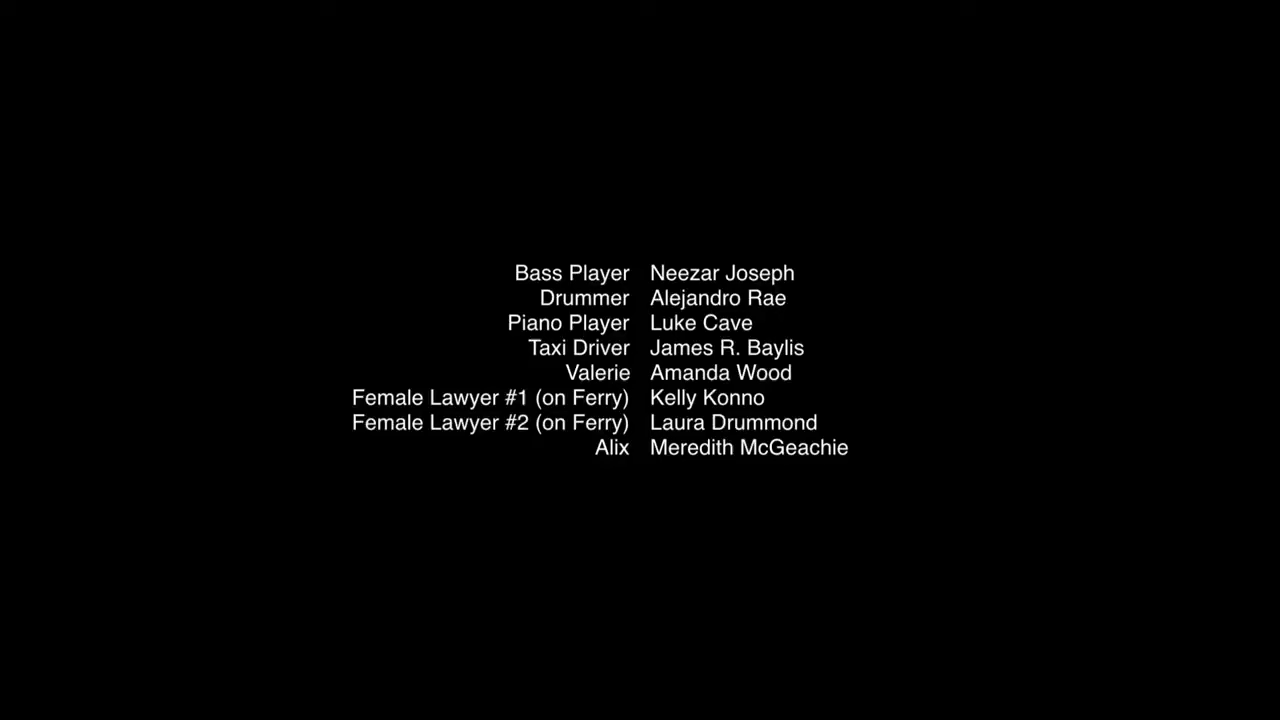 Bass Player Neezar Joseph
Drummer Alejandro Rae
Piano Player Luke Cave
Taxi Driver James R. Baylis
Valerie Amanda Wood
Female Lawyer #1 (on Ferry) Kelly Konno
Female Lawyer #2 (on Ferry) Laura Drummond
Alix Meredith McGeachie